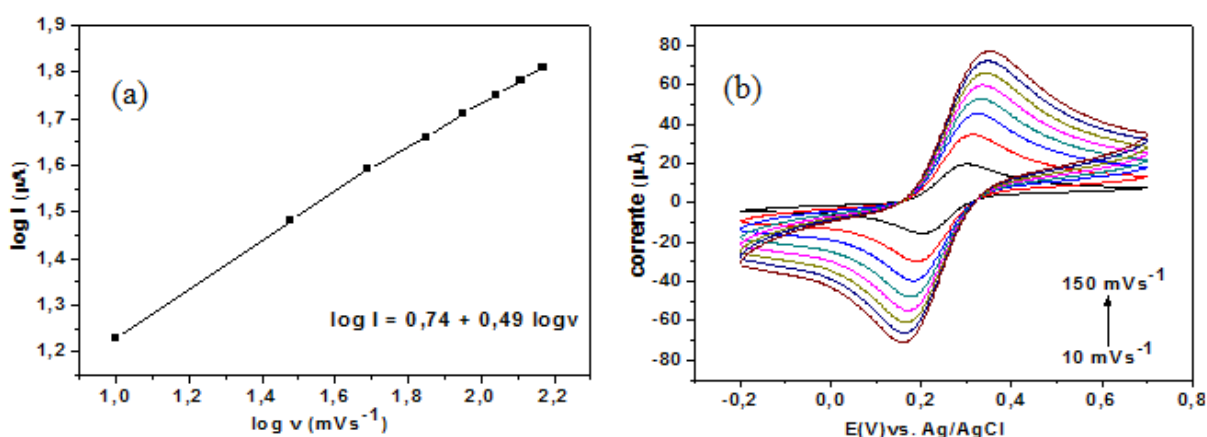 (a)
log I (µA)
1,9
1,8
1,7
1,6
1,5
1,4
1,3
1,2
log I = 0,74 + 0,49 logv
1,0 1,2 1,4 1,6 1,8 2,0 2,2
log v (mVs⁻¹)
(b)
corrente (µA)
80
60
40
20
0
-20
-40
-60
-80
150 mVs⁻¹
10 mVs⁻¹
-0,2 0,0 0,2 0,4 0,6 0,8
E(V)vs. Ag/AgCl